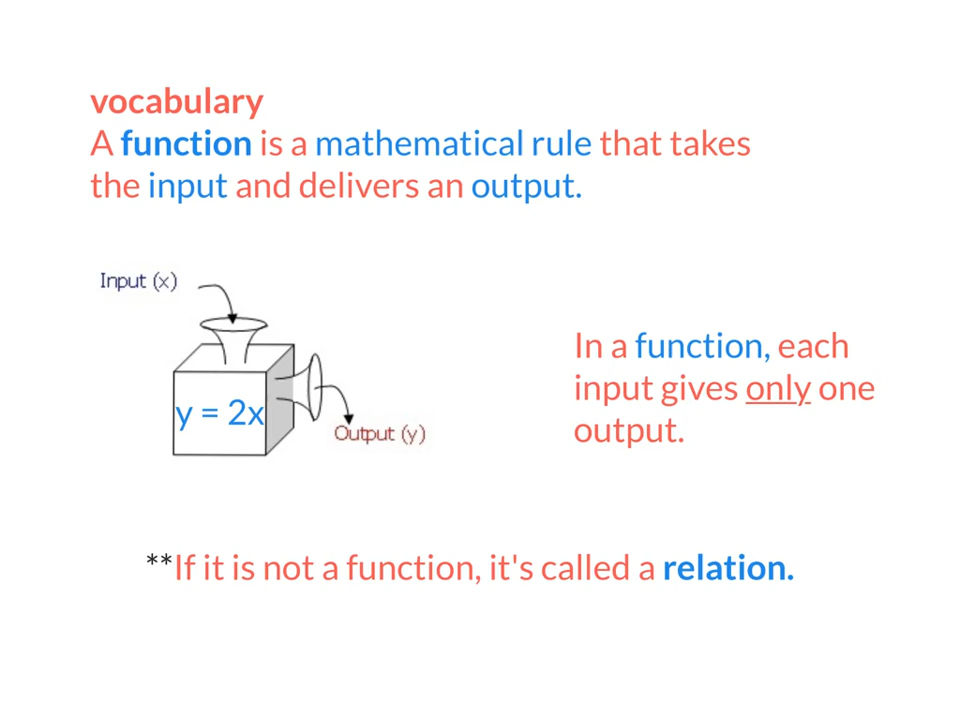 vocabulary
A function is a mathematical rule that takes
the input and delivers an output.
Input (x)
y = 2x
Output (y)
In a function, each
input gives only one
output.
**If it is not a function, it's called a relation.